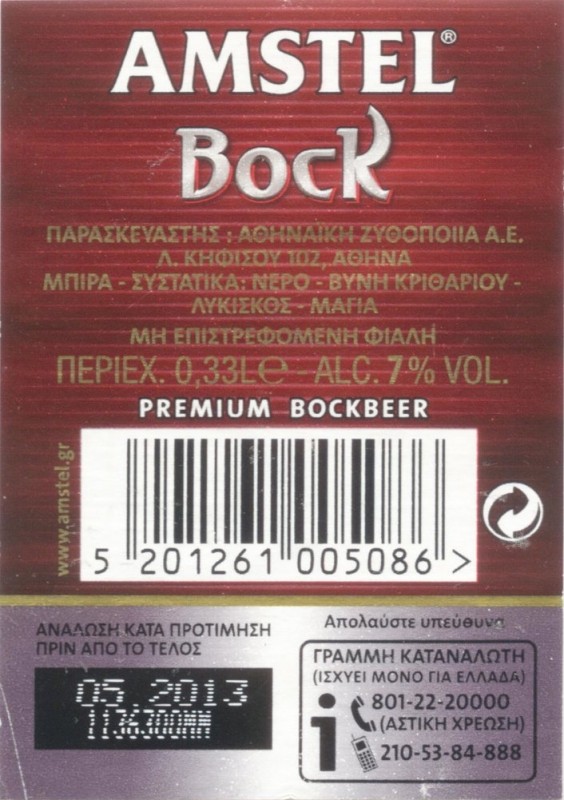 AMSTEL®
Bock
ΠΑΡΑΣΚΕΥΑΣΤΗΣ : ΑΘΗΝΑΪΚΗ ΖΥΘΟΠΟΙΙΑ Α.Ε.
Λ. ΚΗΦΙΣΟΥ 102, ΑΘΗΝΑ
ΜΠΙΡΑ - ΣΥΣΤΑΤΙΚΑ: ΝΕΡΟ - ΒΥΝΗ ΚΡΙΘΑΡΙΟΥ -
ΛΥΚΙΣΚΟΣ - ΜΑΓΙΑ
ΜΗ ΕΠΙΣΤΡΕΦΟΜΕΝΗ ΦΙΑΛΗ
ΠΕΡΙΕΧ. 0,33L℮ - ALC. 7% VOL.
PREMIUM BOCKBEER
www.amstel.gr
5 201261 005086 >
ΑΝΑΛΩΣΗ ΚΑΤΑ ΠΡΟΤΙΜΗΣΗ
ΠΡΙΝ ΑΠΟ ΤΟ ΤΕΛΟΣ
05.2013
1136300MM
Απολαύστε υπεύθυνα
ΓΡΑΜΜΗ ΚΑΤΑΝΑΛΩΤΗ
(ΙΣΧΥΕΙ ΜΟΝΟ ΓΙΑ ΕΛΛΑΔΑ)
801-22-20000
(ΑΣΤΙΚΗ ΧΡΕΩΣΗ)
210-53-84-888